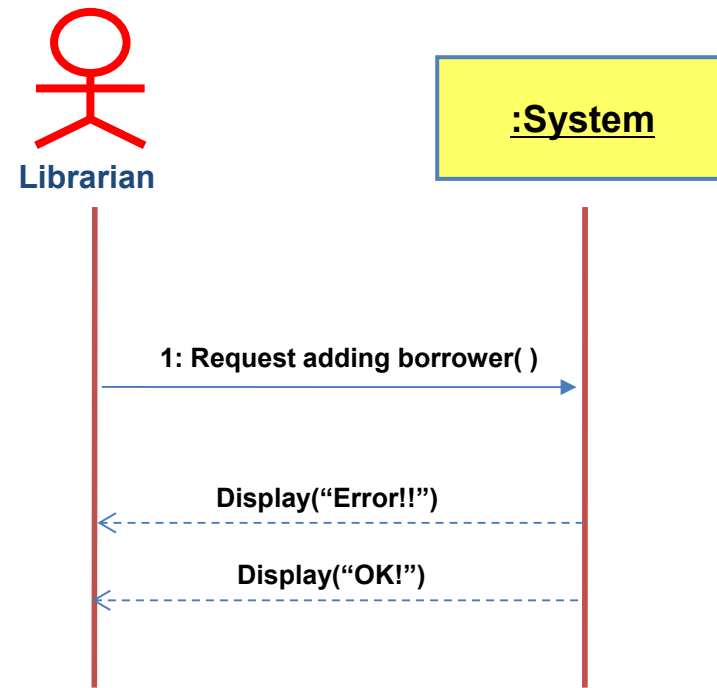 :System
Librarian
1: Request adding borrower( )
Display(“Error!!”)
Display(“OK!”)